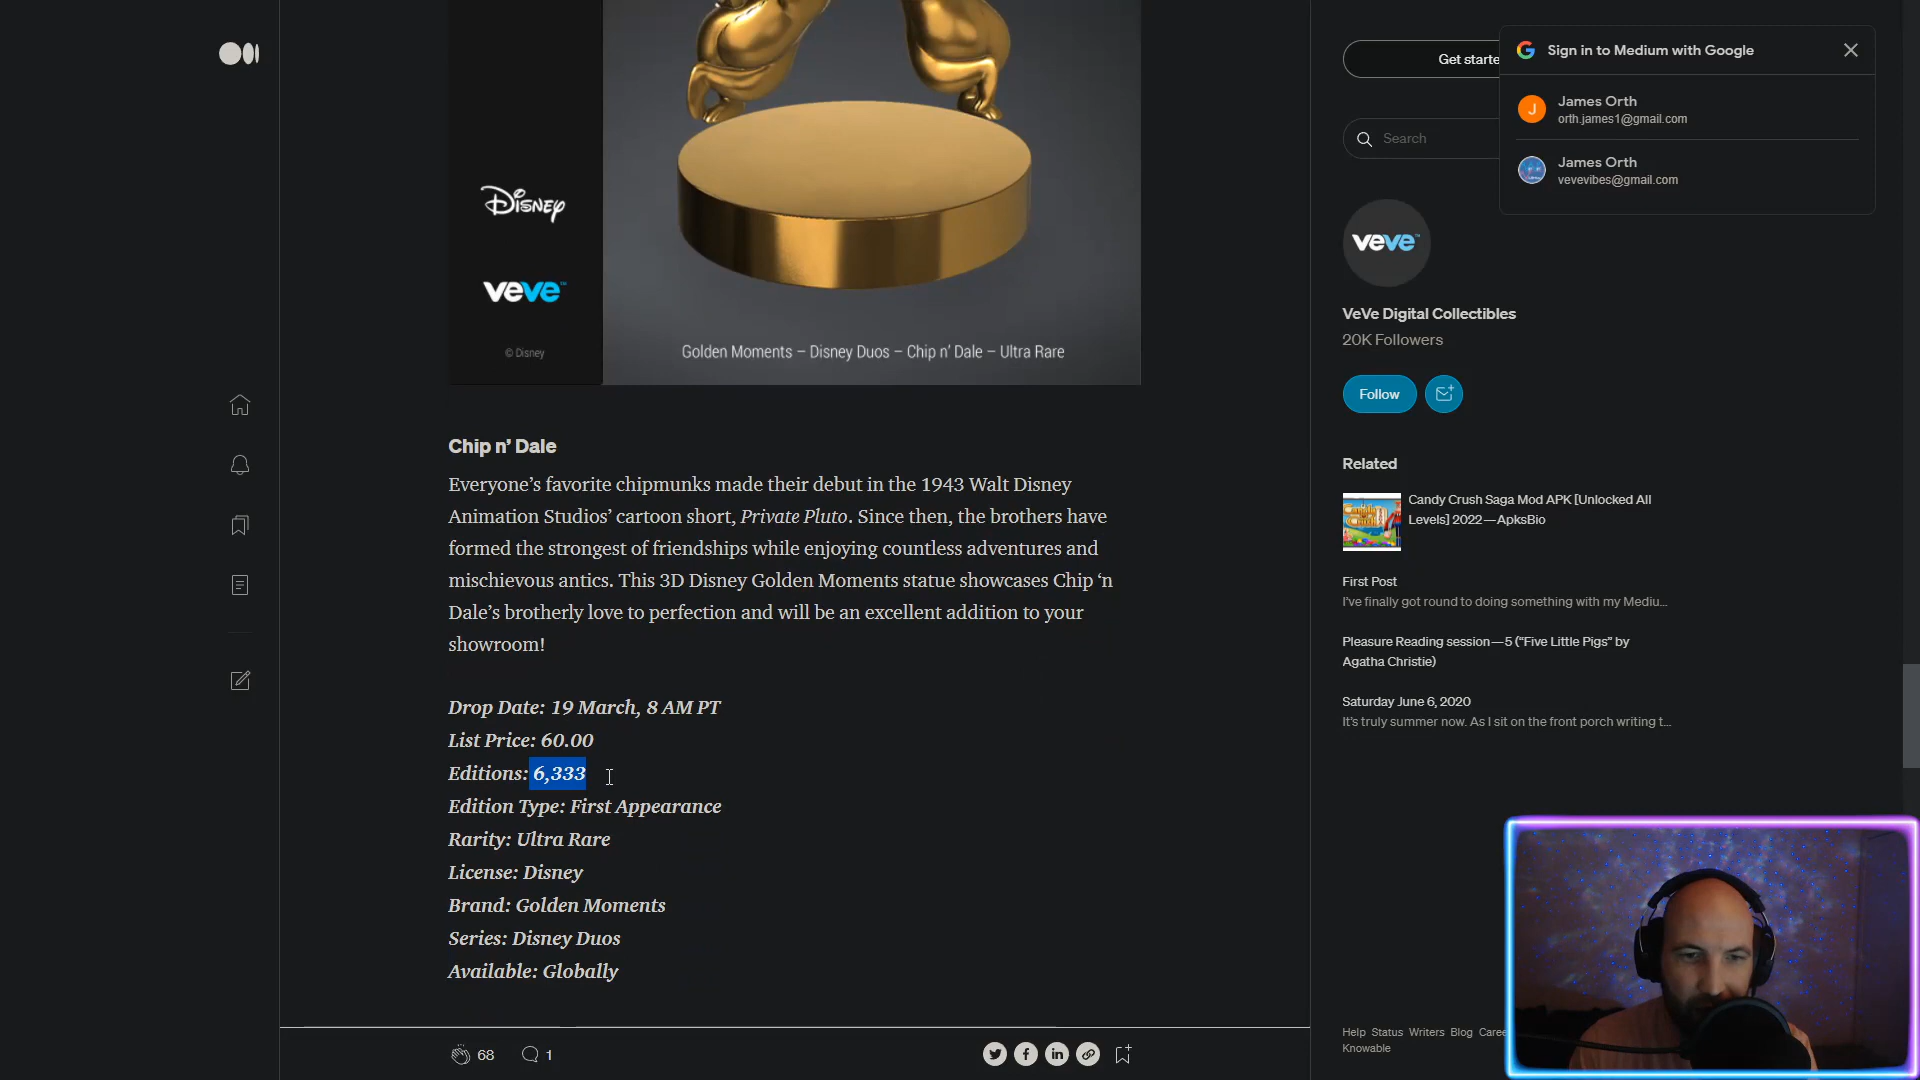 Disney
veve™
© Disney
Golden Moments – Disney Duos – Chip n' Dale – Ultra Rare
Chip n’ Dale
Everyone’s favorite chipmunks made their debut in the 1943 Walt Disney
Animation Studios’ cartoon short, Private Pluto. Since then, the brothers have
formed the strongest of friendships while enjoying countless adventures and
mischievous antics. This 3D Disney Golden Moments statue showcases Chip ‘n
Dale’s brotherly love to perfection and will be an excellent addition to your
showroom!
Drop Date: 19 March, 8 AM PT
List Price: 60.00
Editions: 6,333
Edition Type: First Appearance
Rarity: Ultra Rare
License: Disney
Brand: Golden Moments
Series: Disney Duos
Available: Globally
68
1
Get starte
Search
Sign in to Medium with Google
James Orth
orth.james1@gmail.com
J
James Orth
vevevibes@gmail.com
veve™
VeVe Digital Collectibles
20K Followers
Follow
Related
Candy Crush Saga Mod APK [Unlocked All
Levels] 2022—ApksBio
First Post
I've finally got round to doing something with my Mediu...
Pleasure Reading session—5 (“Five Little Pigs” by
Agatha Christie)
Saturday June 6, 2020
It's truly summer now. As I sit on the front porch writing t...
Help Status Writers Blog Caree
Knowable